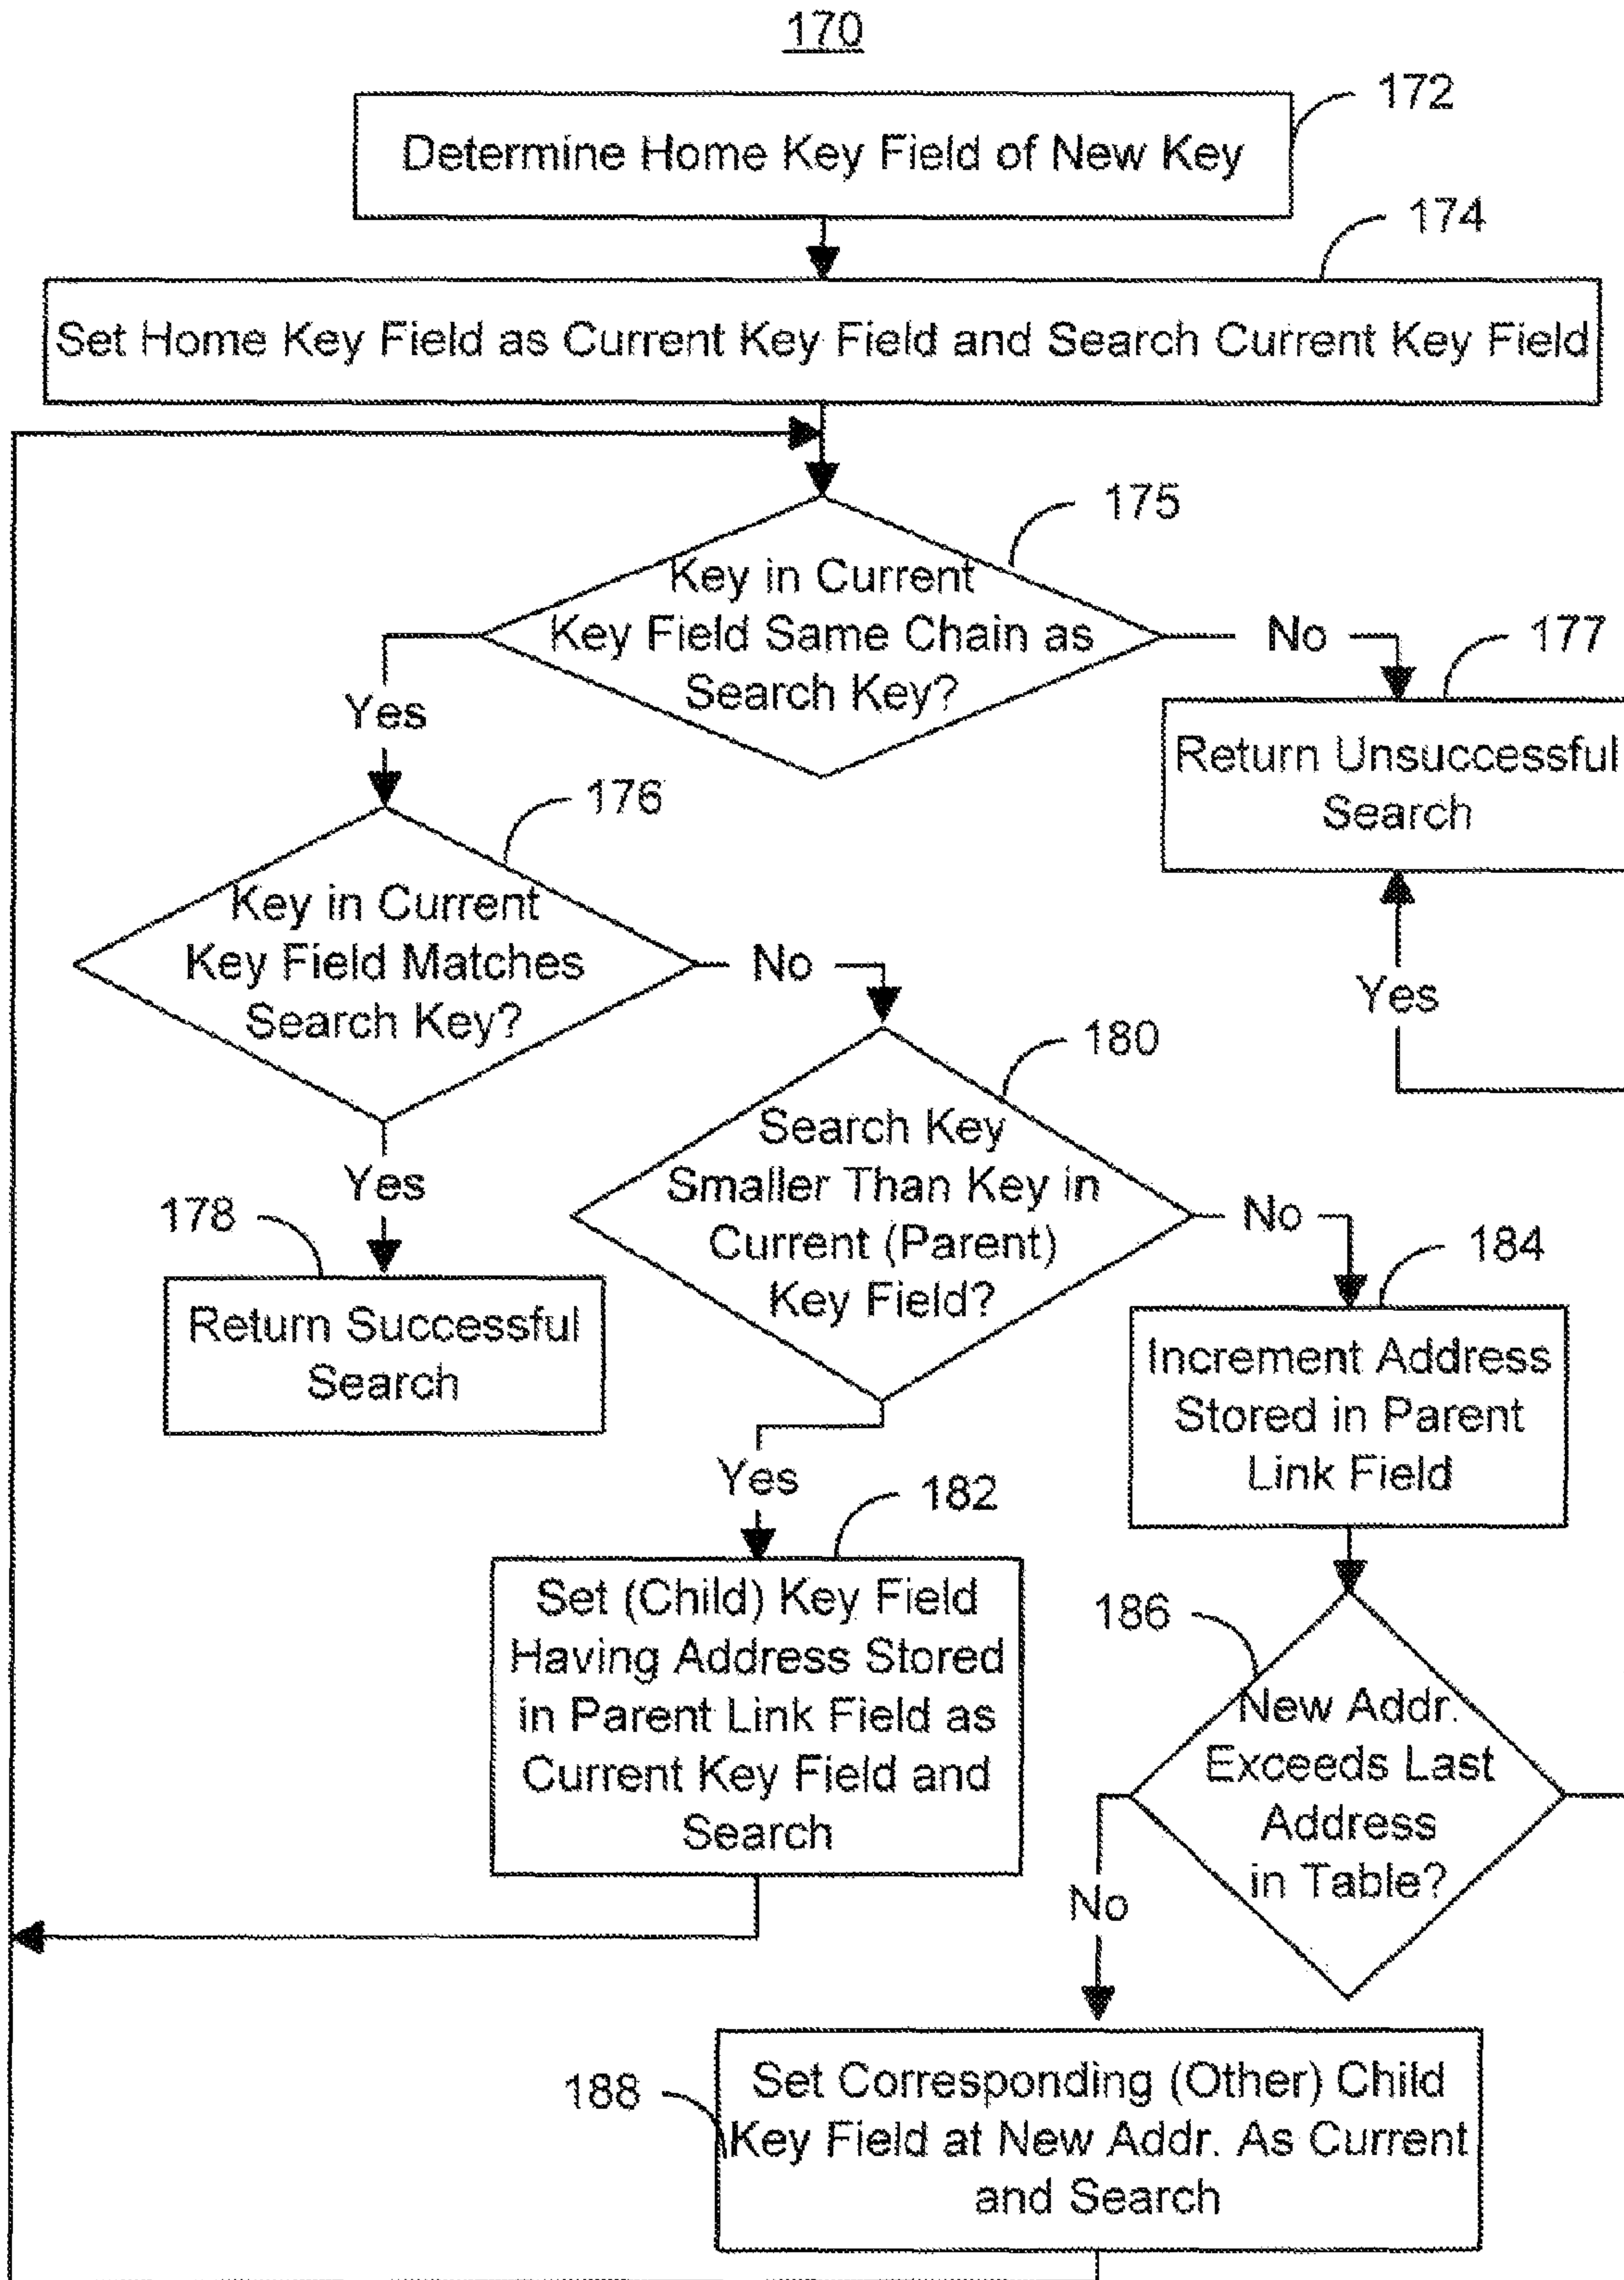 170
172
Determine Home Key Field of New Key
174
Set Home Key Field as Current Key Field and Search Current Key Field
175
Key in Current
Key Field Same Chain as
Search Key?
No
177
Yes
Return Unsuccessful
Search
176
Key in Current
Key Field Matches
Search Key?
No
Yes
180
Search Key
Smaller Than Key in
Current (Parent)
Key Field?
Yes
178
No
184
Return Successful
Search
Increment Address
Stored in Parent
Link Field
Yes
182
Set (Child) Key Field
Having Address Stored
in Parent Link Field as
Current Key Field and
Search
186
New Addr.
Exceeds Last
Address
in Table?
No
188
Set Corresponding (Other) Child
Key Field at New Addr. As Current
and Search